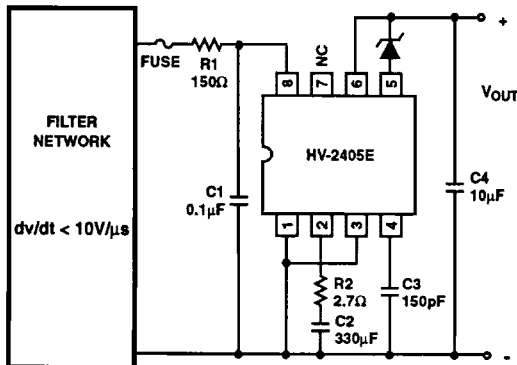 FILTER
NETWORK
dv/dt < 10V/µs
FUSE
R1
150Ω
NC
8
7
6
5
HV-2405E
1
2
3
4
C1
0.1µF
R2
2.7Ω
C2
330µF
C3
150pF
C4
10µF
+
VOUT
-